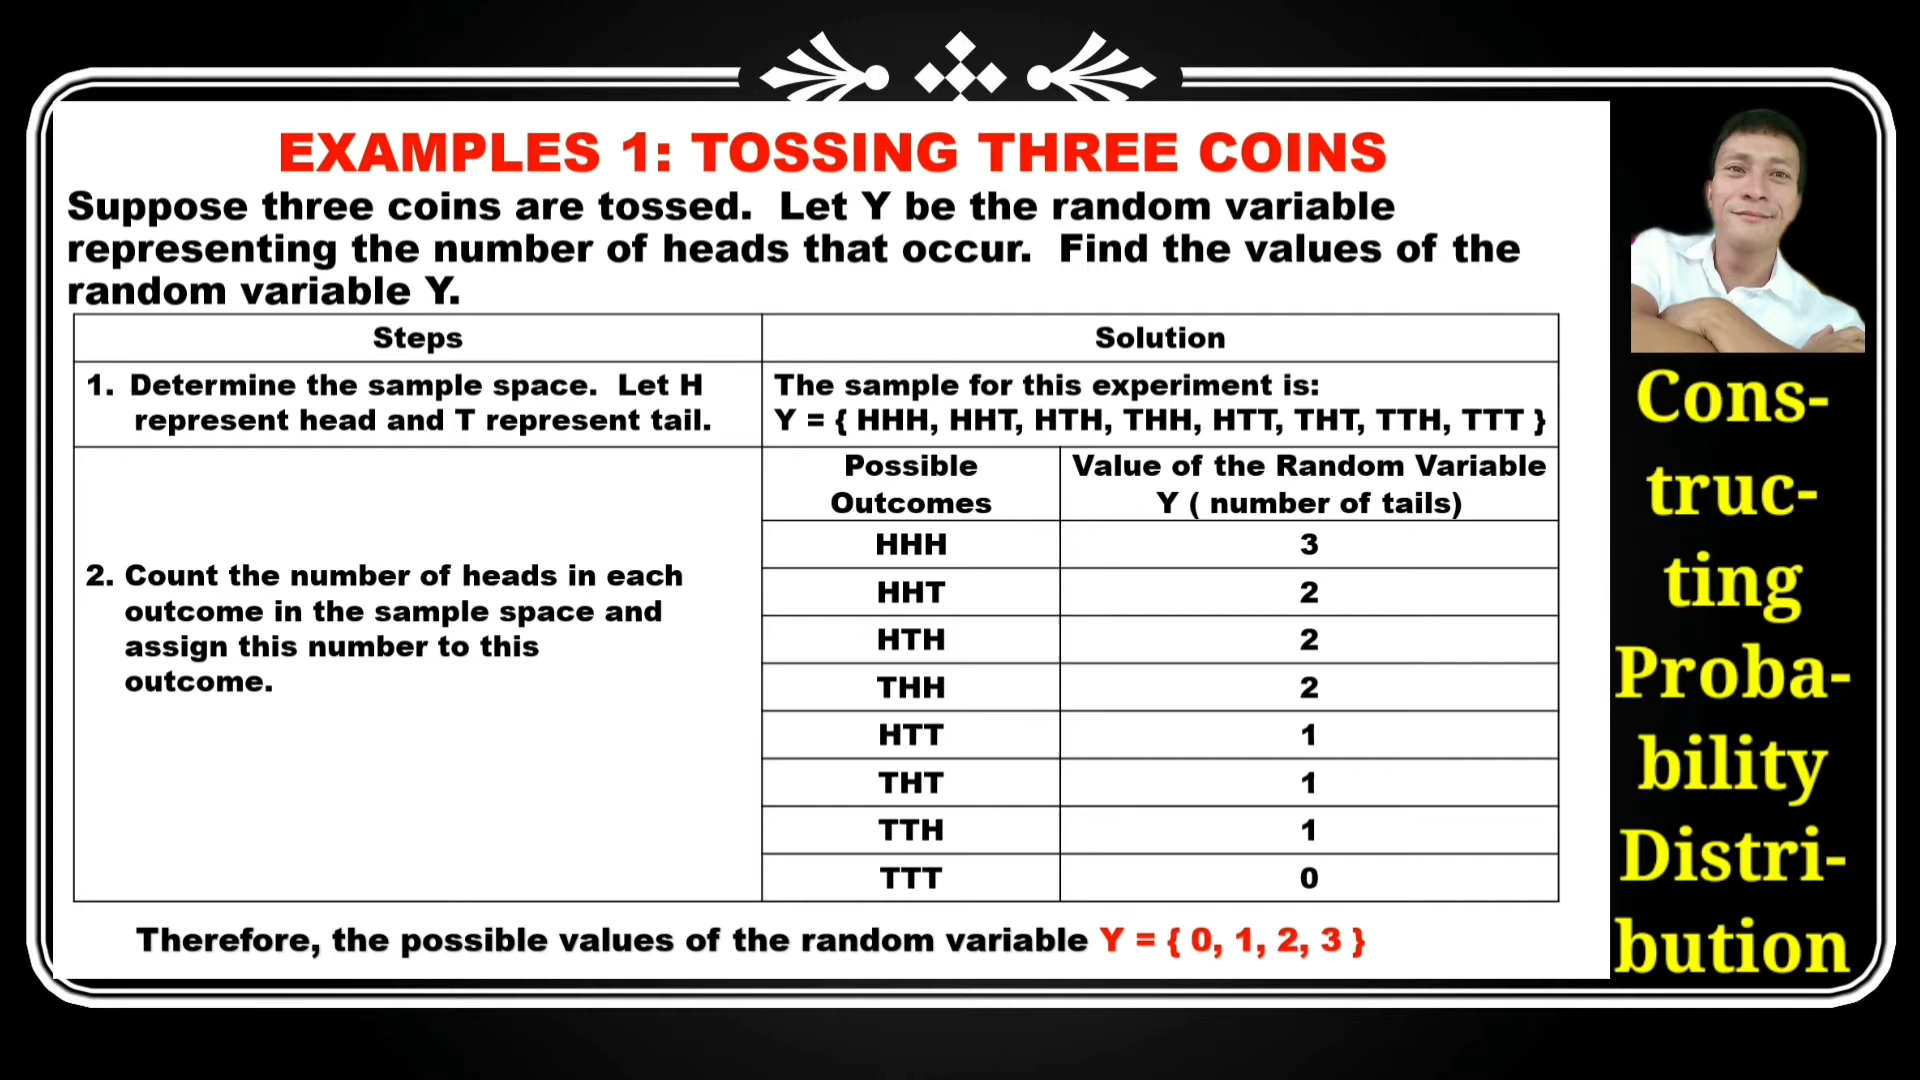 EXAMPLES 1: TOSSING THREE COINS
Suppose three coins are tossed. Let Y be the random variable
representing the number of heads that occur. Find the values of the
random variable Y.
Steps
Solution
1. Determine the sample space. Let H
represent head and T represent tail.
The sample for this experiment is:
Y = { HHH, HHT, HTH, THH, HTT, THT, TTH, TTT }
2. Count the number of heads in each
outcome in the sample space and
assign this number to this
outcome.
Possible
Outcomes
Value of the Random Variable
Y ( number of tails)
HHH 3
HHT 2
HTH 2
THH 2
HTT 1
THT 1
TTH 1
TTT 0
Therefore, the possible values of the random variable Y = { 0, 1, 2, 3 }
Cons-
truc-
ting
Proba-
bility
Distri-
bution